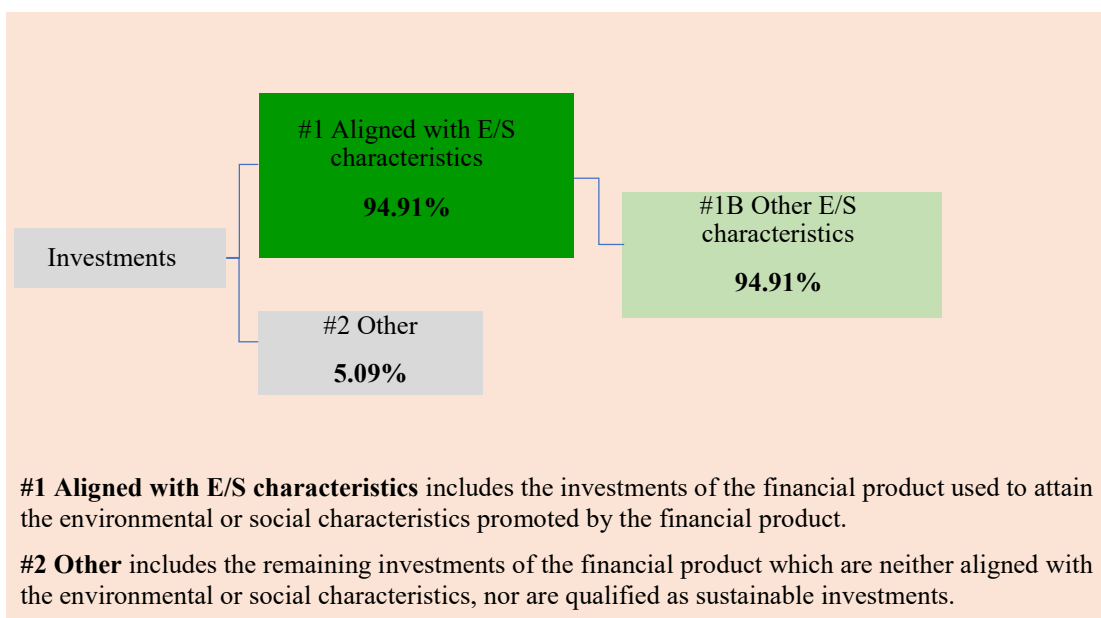 #1 Aligned with E/S
characteristics
94.91%
#1B Other E/S
characteristics
94.91%
Investments
#2 Other
5.09%
#1 Aligned with E/S characteristics includes the investments of the financial product used to attain
the environmental or social characteristics promoted by the financial product.
#2 Other includes the remaining investments of the financial product which are neither aligned with
the environmental or social characteristics, nor are qualified as sustainable investments.